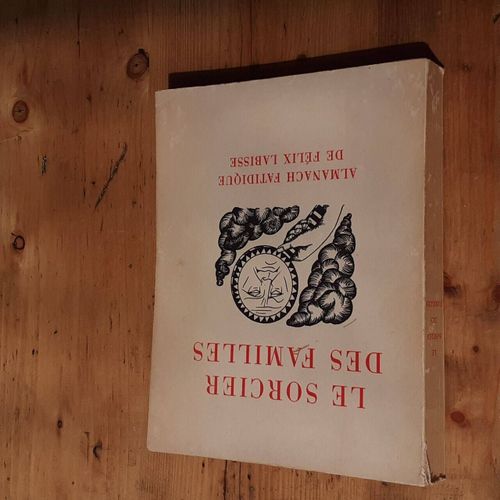 LE SORCIER
DES FAMILLES
ALMANACH FATIDIQUE
DE FÉLIX LABISSE